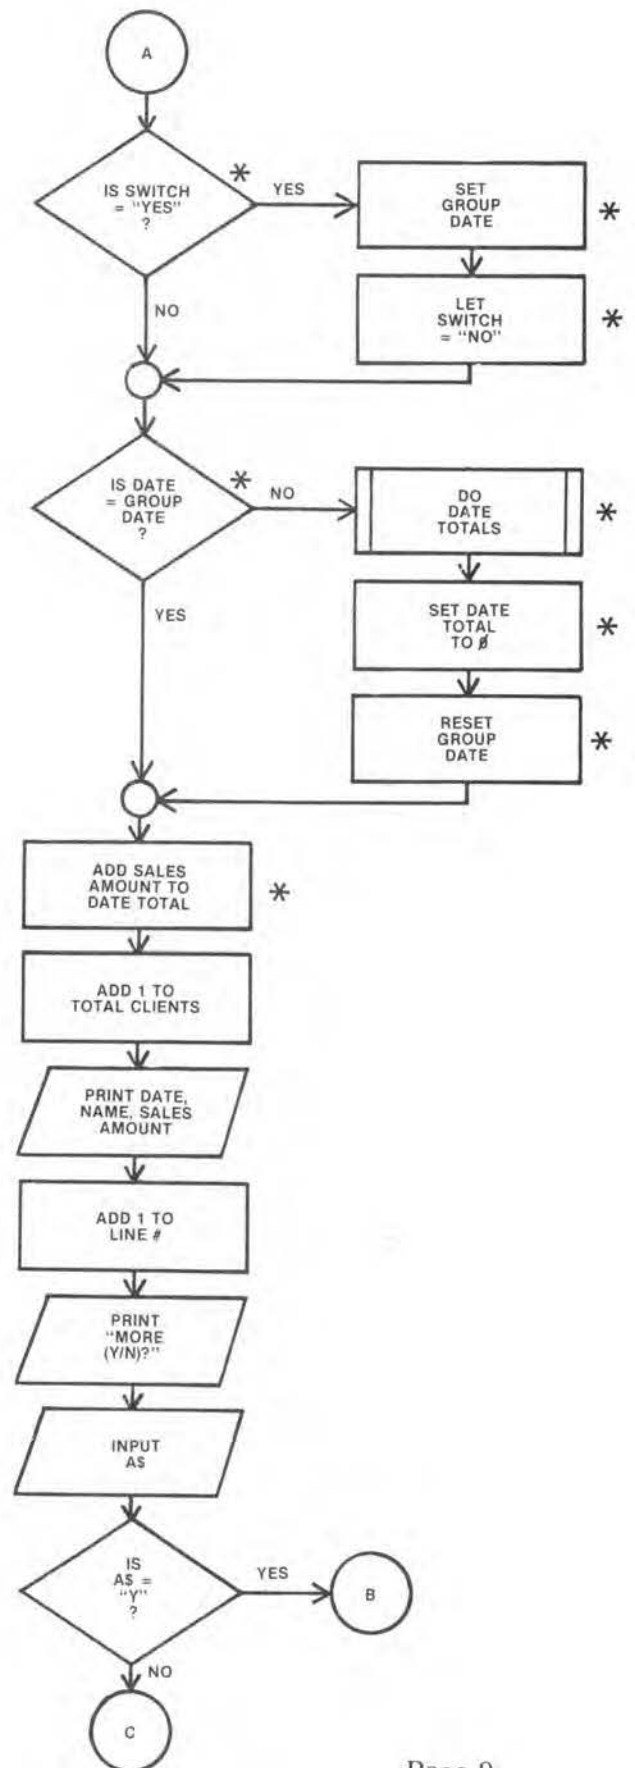 A
IS SWITCH
= "YES"
?
*
YES
SET
GROUP
DATE
*
LET
SWITCH
= "NO"
*
NO
IS DATE
= GROUP
DATE
?
*
NO
DO
DATE
TOTALS
*
SET DATE
TOTAL
TO Ø
*
RESET
GROUP
DATE
*
YES
ADD SALES
AMOUNT TO
DATE TOTAL
*
ADD 1 TO
TOTAL CLIENTS
PRINT DATE,
NAME, SALES
AMOUNT
ADD 1 TO
LINE #
PRINT
"MORE
(Y/N)?"
INPUT
A$
IS
A$ =
"Y"
?
YES
B
NO
C
Page 9